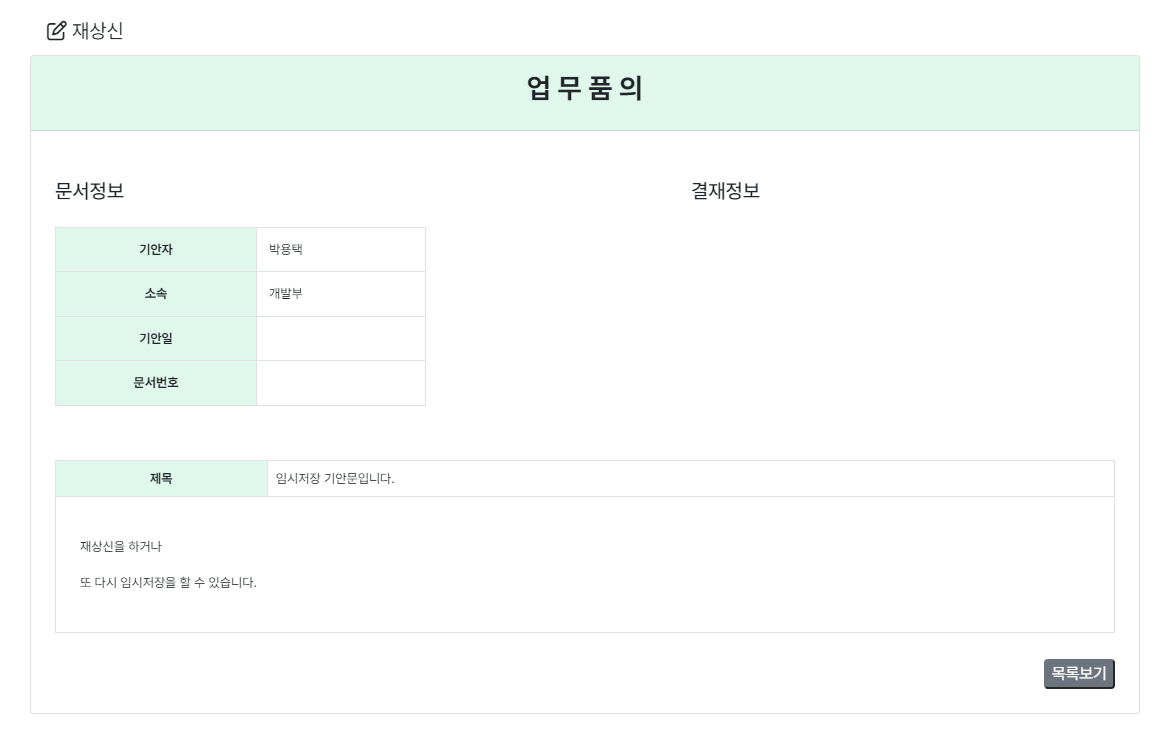 재상신
업 무 품 의
문서정보
결재정보
기안자 박용택
소속 개발부
기안일
문서번호
제목 임시저장 기안문입니다.
재상신을 하거나
또 다시 임시저장을 할 수 있습니다.
목록보기